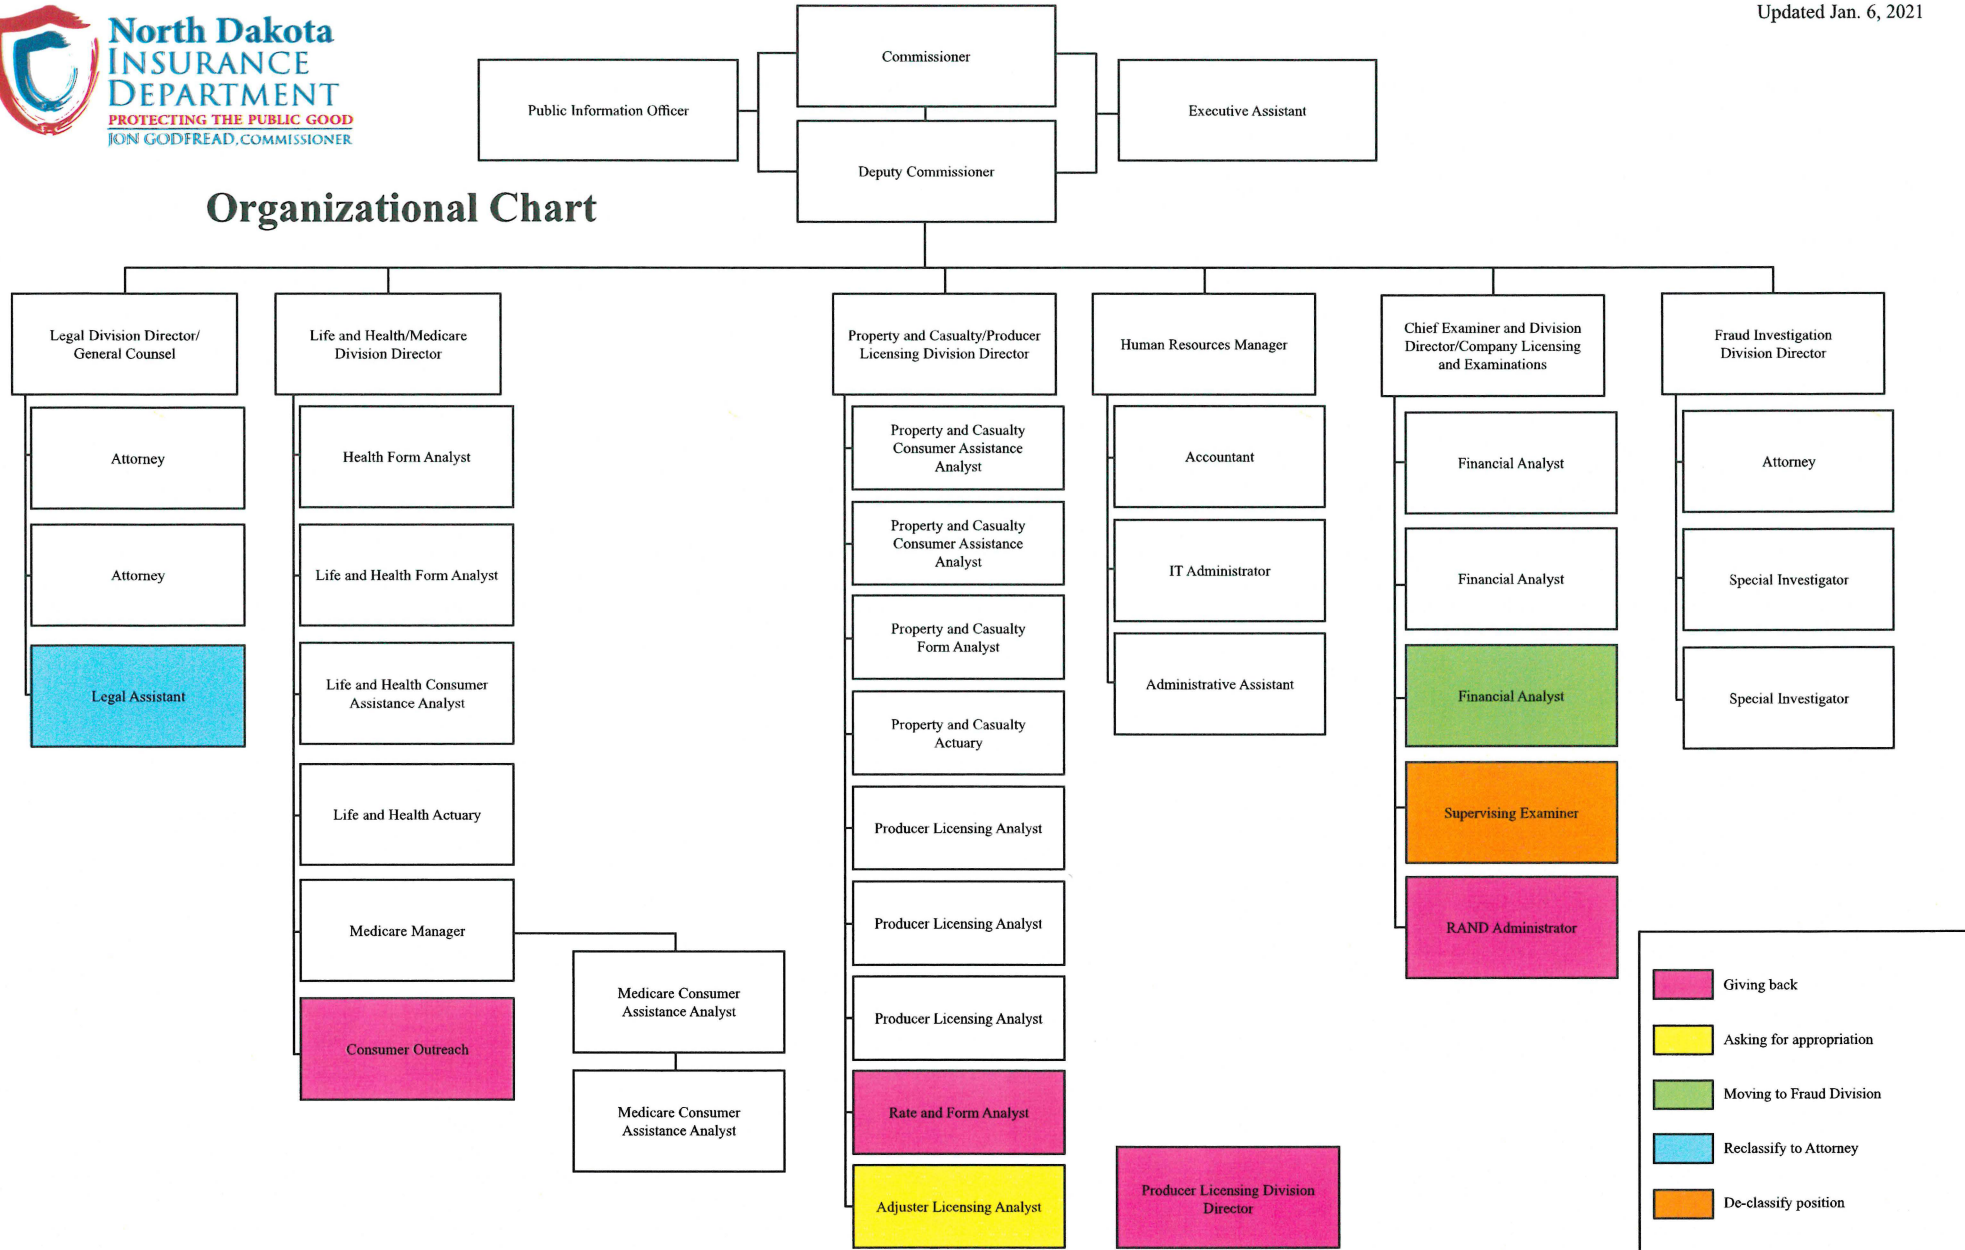 Updated Jan. 6, 2021
North Dakota
INSURANCE
DEPARTMENT
PROTECTING THE PUBLIC GOOD
JON GODFREAD, COMMISSIONER
Organizational Chart
Commissioner
Public Information Officer
Executive Assistant
Deputy Commissioner
Legal Division Director/
General Counsel
Attorney
Attorney
Legal Assistant
Life and Health/Medicare
Division Director
Health Form Analyst
Life and Health Form Analyst
Life and Health Consumer
Assistance Analyst
Life and Health Actuary
Medicare Manager
Consumer Outreach
Medicare Consumer
Assistance Analyst
Medicare Consumer
Assistance Analyst
Property and Casualty/Producer
Licensing Division Director
Property and Casualty
Consumer Assistance
Analyst
Property and Casualty
Consumer Assistance
Analyst
Property and Casualty
Form Analyst
Property and Casualty
Actuary
Producer Licensing Analyst
Producer Licensing Analyst
Producer Licensing Analyst
Rate and Form Analyst
Adjuster Licensing Analyst
Human Resources Manager
Accountant
IT Administrator
Administrative Assistant
Producer Licensing Division
Director
Chief Examiner and Division
Director/Company Licensing
and Examinations
Financial Analyst
Financial Analyst
Financial Analyst
Supervising Examiner
RAND Administrator
Fraud Investigation
Division Director
Attorney
Special Investigator
Special Investigator
Giving back
Asking for appropriation
Moving to Fraud Division
Reclassify to Attorney
De-classify position